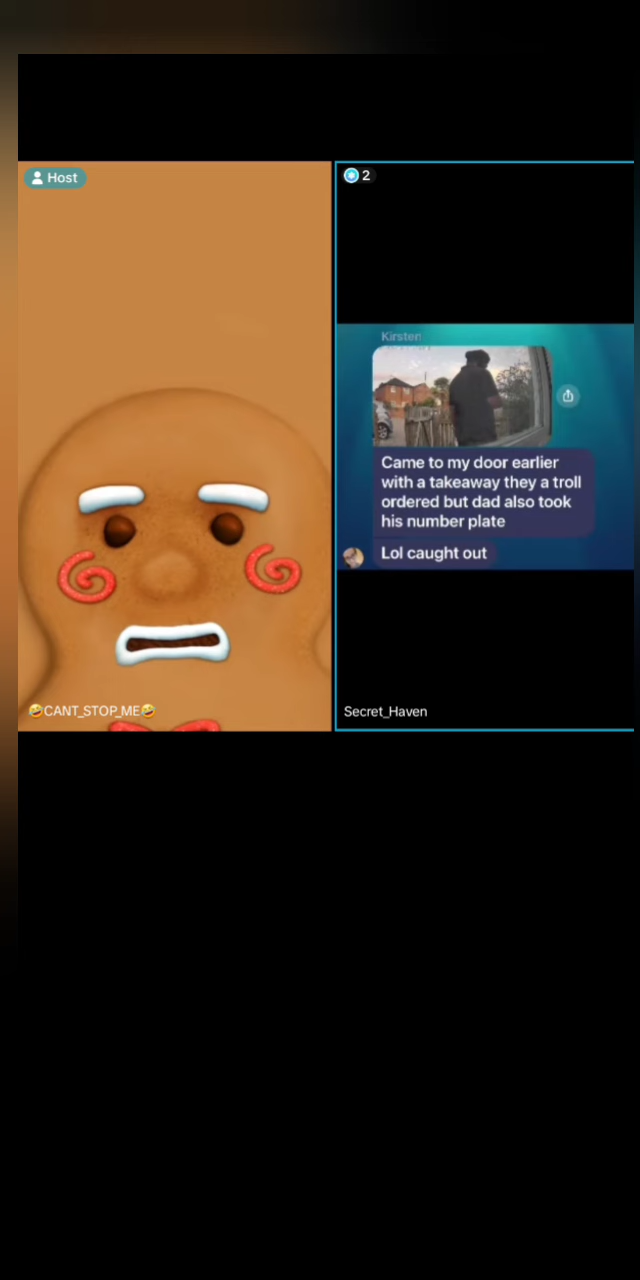 Host
2
Kirsten
Came to my door earlier
with a takeaway they a troll
ordered but dad also took
his number plate
Lol caught out
🤣CANT_STOP_ME🤣
Secret_Haven